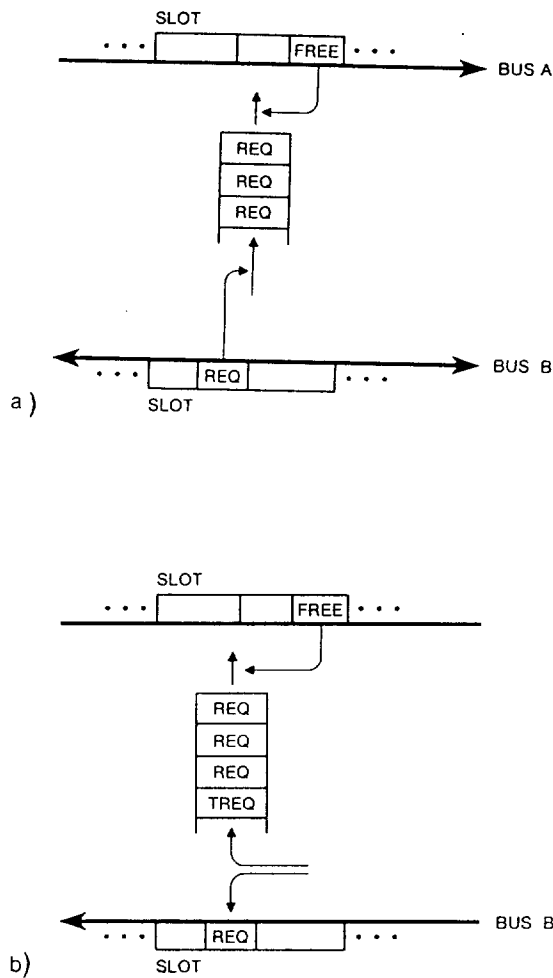 SLOT
• • • FREE • • •
BUS A
REQ
REQ
REQ
BUS B
• • • REQ • • •
a)
SLOT
SLOT
• • • FREE • • •
REQ
REQ
REQ
TREQ
BUS B
• • • REQ • • •
b)
SLOT